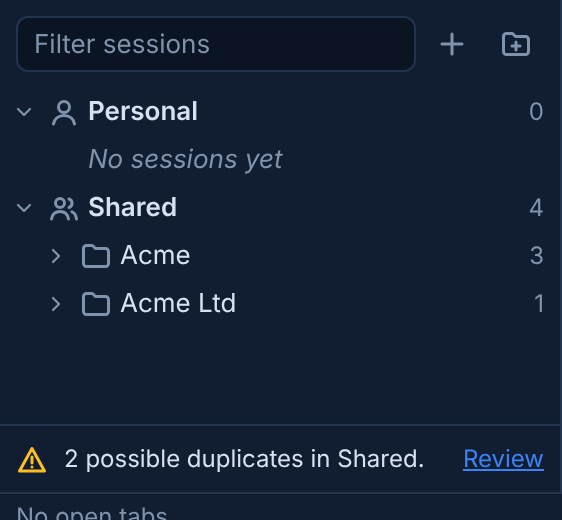 Filter sessions
Personal 0
No sessions yet
Shared 4
Acme 3
Acme Ltd 1
2 possible duplicates in Shared. Review
No open tabs